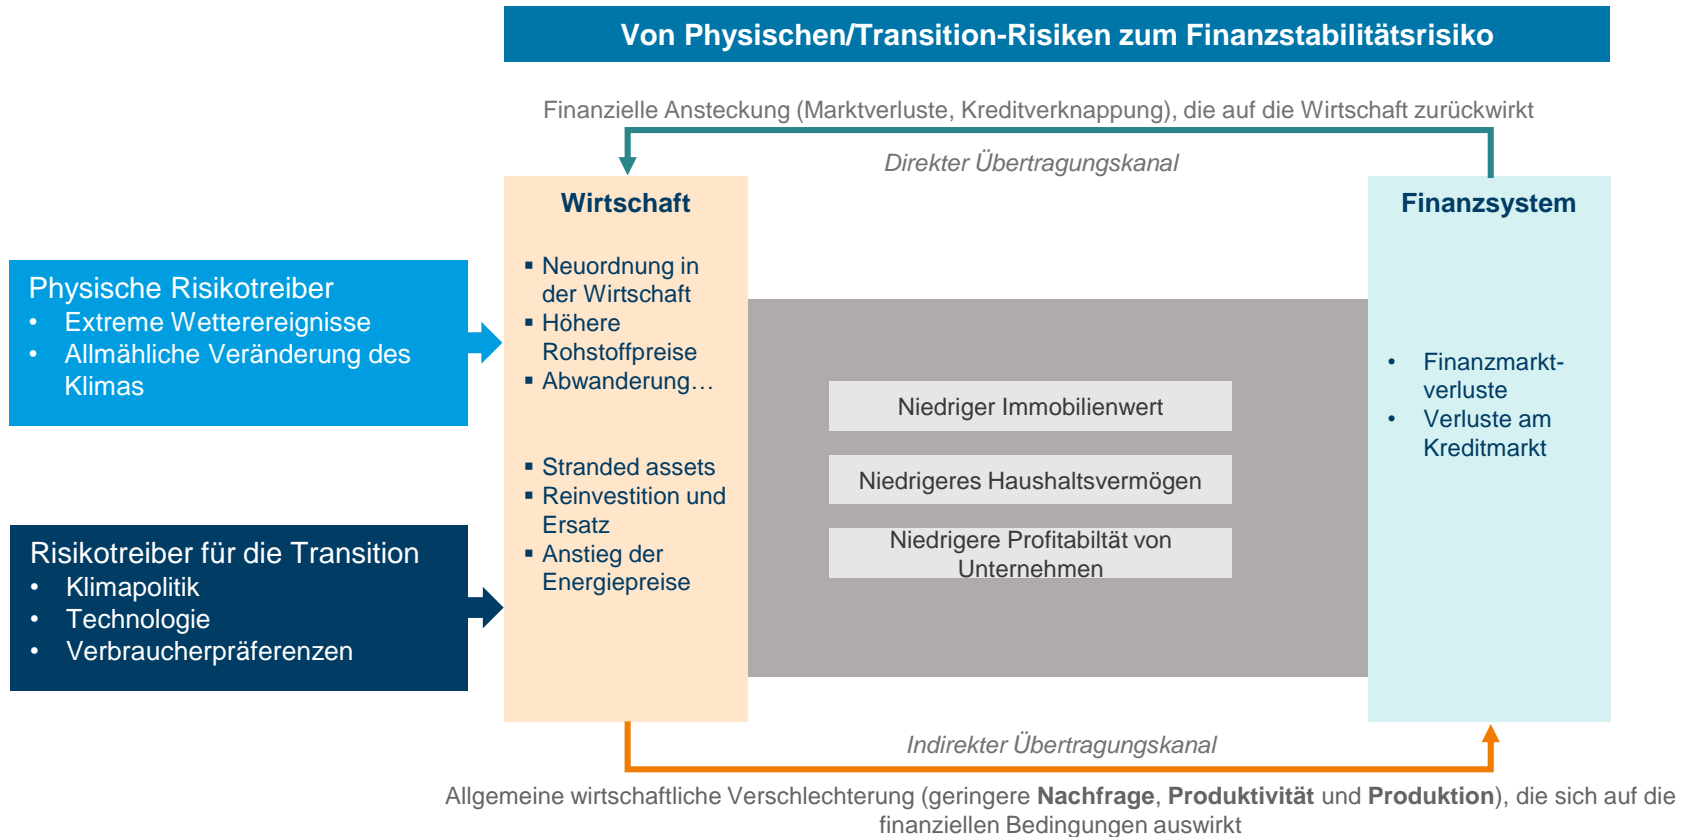 Von Physischen/Transition-Risiken zum Finanzstabilitätsrisiko
Finanzielle Ansteckung (Marktverluste, Kreditverknappung), die auf die Wirtschaft zurückwirkt
Direkter Übertragungskanal
Physische Risikotreiber
• Extreme Wetterereignisse
• Allmähliche Veränderung des
Klimas
Risikotreiber für die Transition
• Klimapolitik
• Technologie
• Verbraucherpräferenzen
Wirtschaft
▪ Neuordnung in
der Wirtschaft
▪ Höhere
Rohstoffpreise
▪ Abwanderung…
▪ Stranded assets
▪ Reinvestition und
Ersatz
▪ Anstieg der
Energiepreise
Niedriger Immobilienwert
Niedrigeres Haushaltsvermögen
Niedrigere Profitabiltät von
Unternehmen
Finanzsystem
• Finanzmarkt-
verluste
• Verluste am
Kreditmarkt
Indirekter Übertragungskanal
Allgemeine wirtschaftliche Verschlechterung (geringere Nachfrage, Produktivität und Produktion), die sich auf die
finanziellen Bedingungen auswirkt